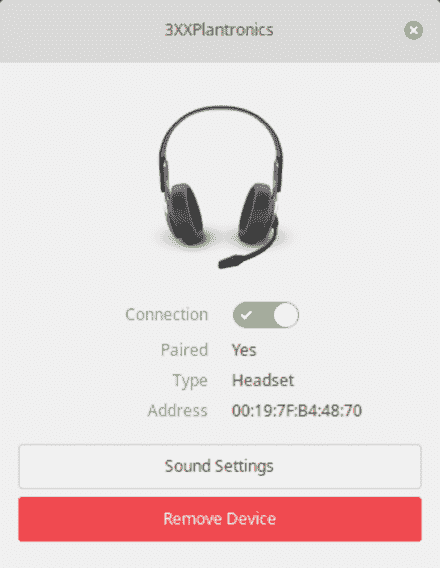 3XXPlantronics
Connection
Paired Yes
Type Headset
Address 00:19:7F:B4:48:70
Sound Settings
Remove Device